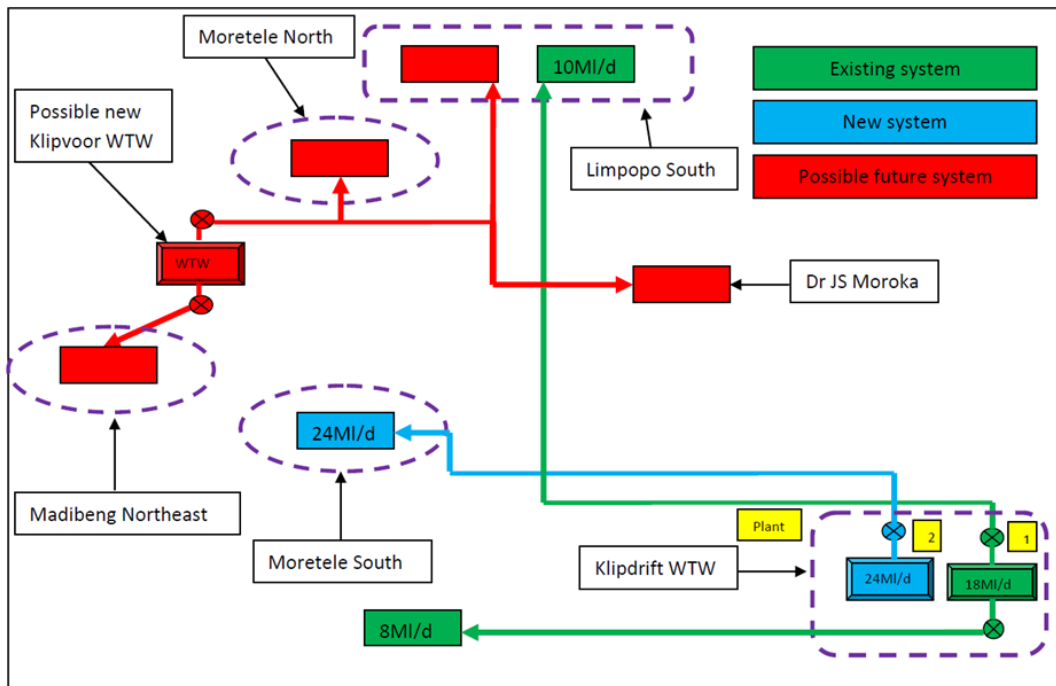 Moretele North
10Ml/d
Existing system
Possible new
Klipvoor WTW
New system
Limpopo South
Possible future system
WTW
Dr JS Moroka
24Ml/d
Madibeng Northeast
Moretele South
Plant
2
1
Klipdrift WTW
24Ml/d
18Ml/d
8Ml/d